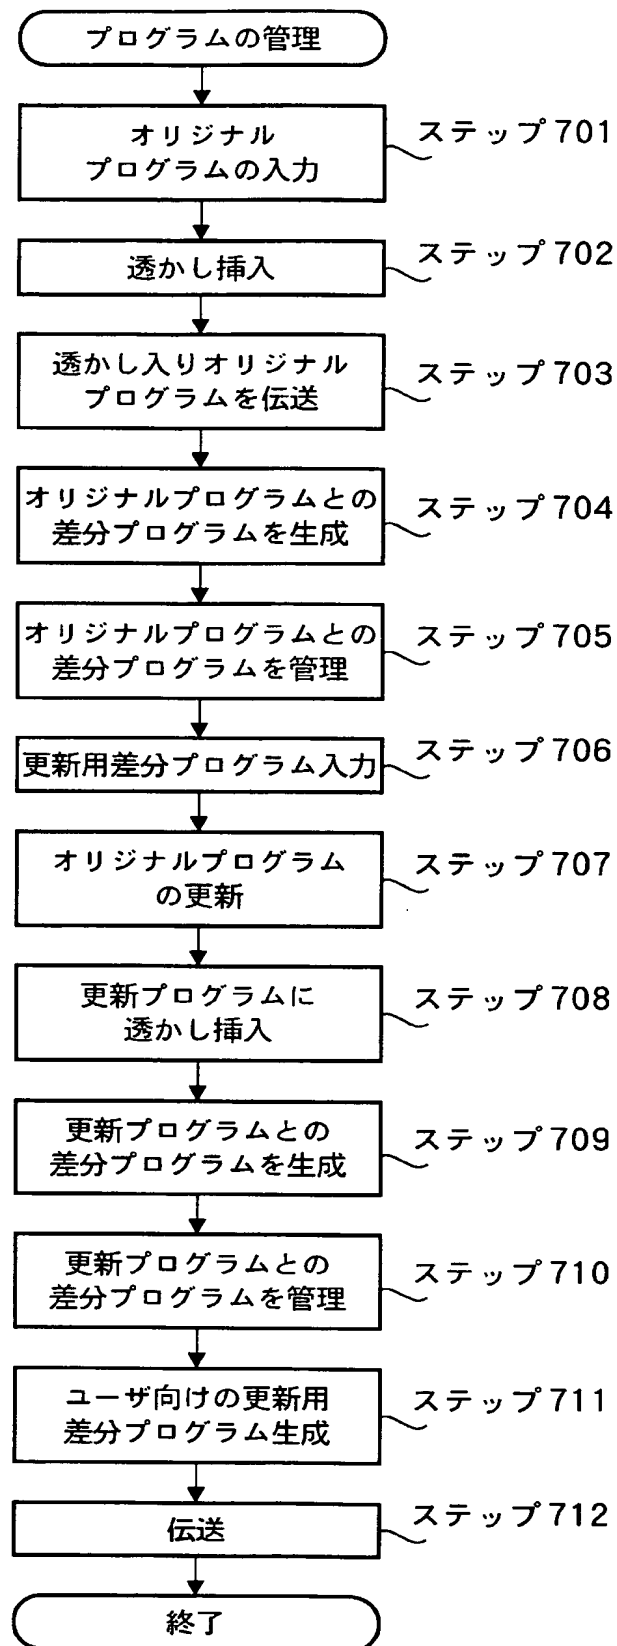 プログラムの管理
オリジナル
プログラムの入力
ステップ701
透かし挿入
ステップ702
透かし入りオリジナル
プログラムを伝送
ステップ703
オリジナルプログラムとの
差分プログラムを生成
ステップ704
オリジナルプログラムとの
差分プログラムを管理
ステップ705
更新用差分プログラム入力
ステップ706
オリジナルプログラム
の更新
ステップ707
更新プログラムに
透かし挿入
ステップ708
更新プログラムとの
差分プログラムを生成
ステップ709
更新プログラムとの
差分プログラムを管理
ステップ710
ユーザ向けの更新用
差分プログラム生成
ステップ711
伝送
ステップ712
終了